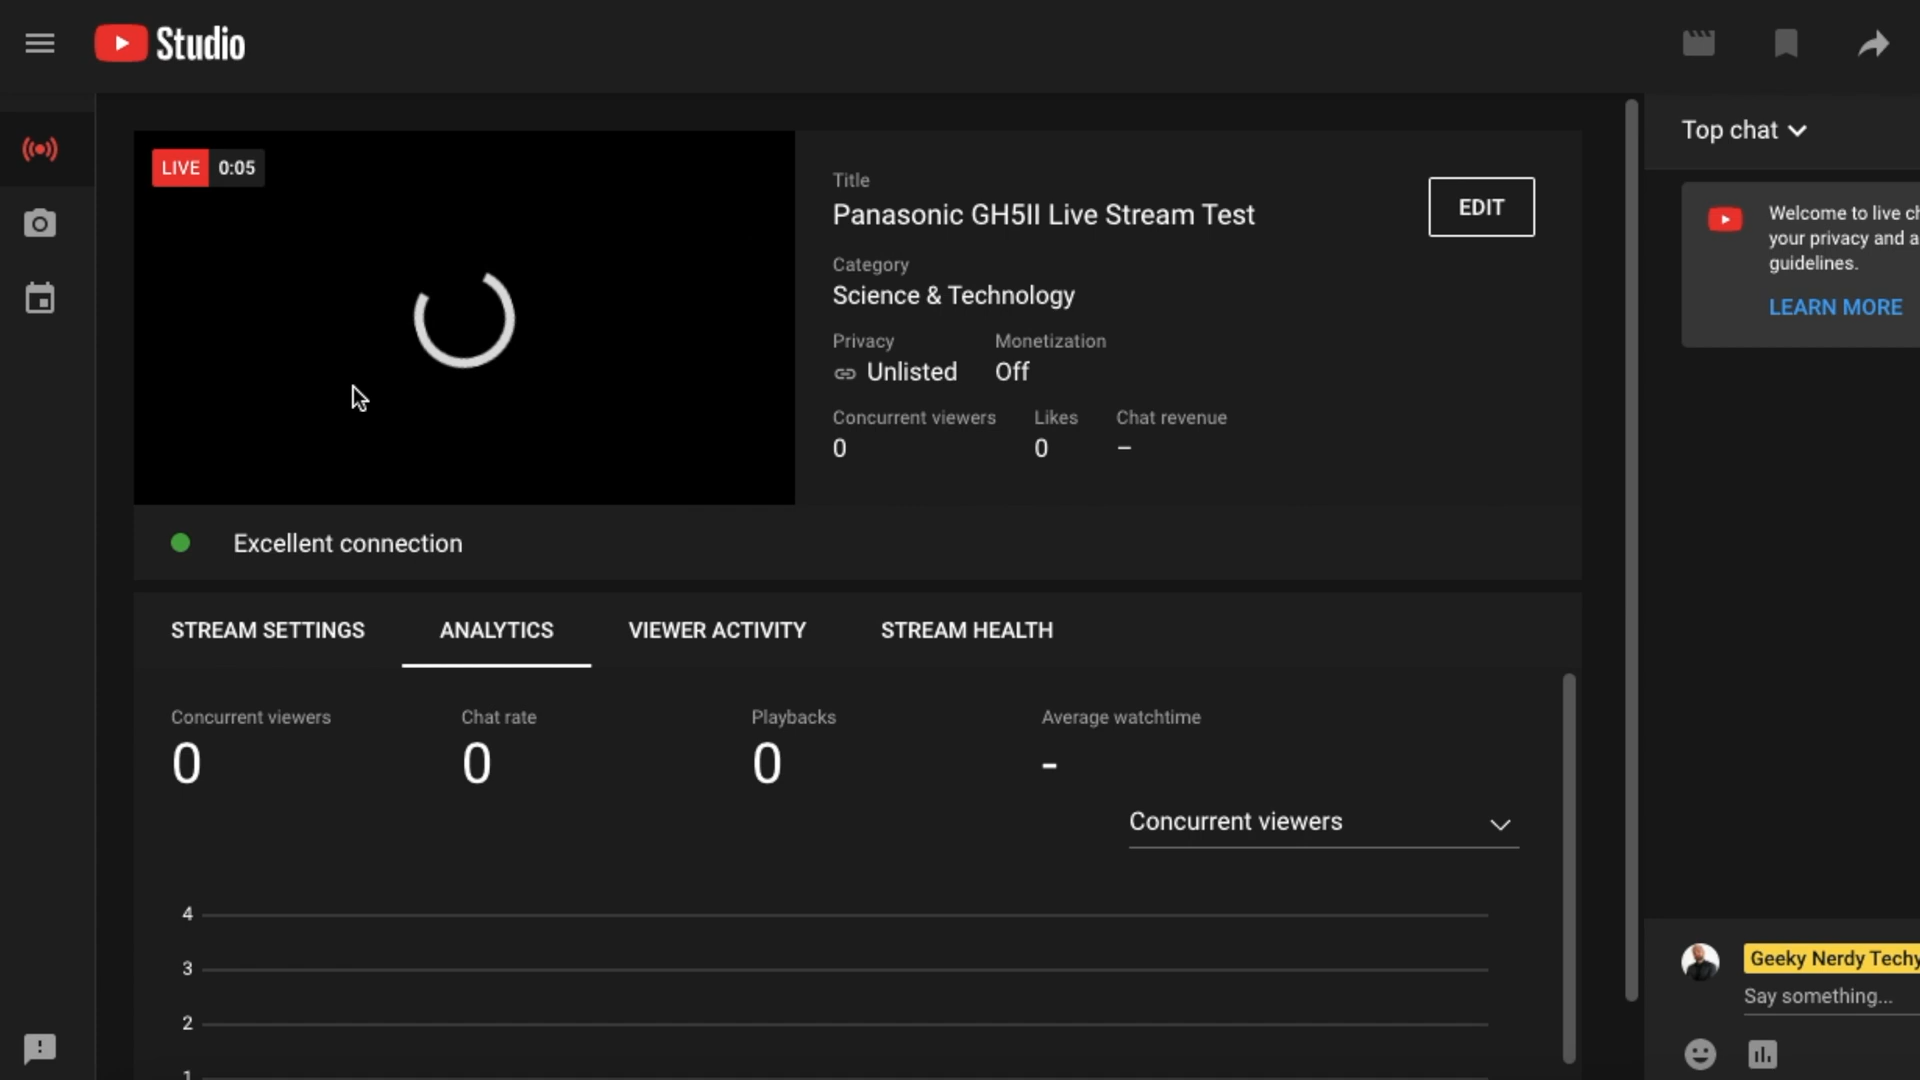 Studio
LIVE 0:05
Title
Panasonic GH5II Live Stream Test
EDIT
Category
Science & Technology
Privacy Monetization
Unlisted Off
Concurrent viewers Likes Chat revenue
0 0 –
Excellent connection
STREAM SETTINGS ANALYTICS VIEWER ACTIVITY STREAM HEALTH
Concurrent viewers Chat rate Playbacks Average watchtime
0 0 0 -
Concurrent viewers
4
3
2
1
Top chat
Welcome to live ch
your privacy and a
guidelines.
LEARN MORE
Geeky Nerdy Techy
Say something...